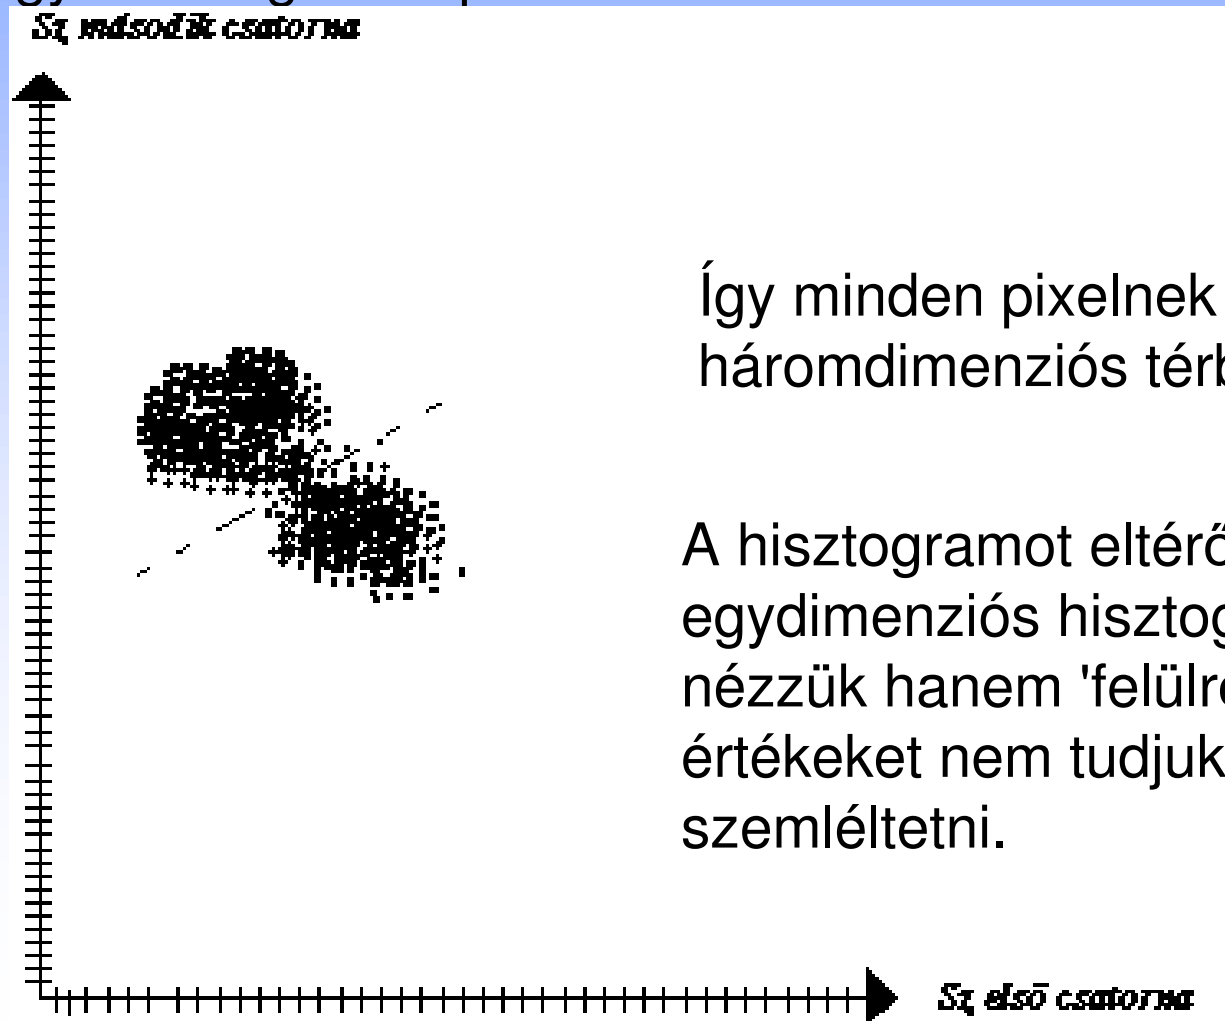 Sz második csatorna
Így minden pixelnek
háromdimenziós térb
A hisztogramot eltérő
egydimenziós hisztog
nézzük hanem 'felülr
értékeket nem tudjuk
szemléltetni.
Sz első csatorna